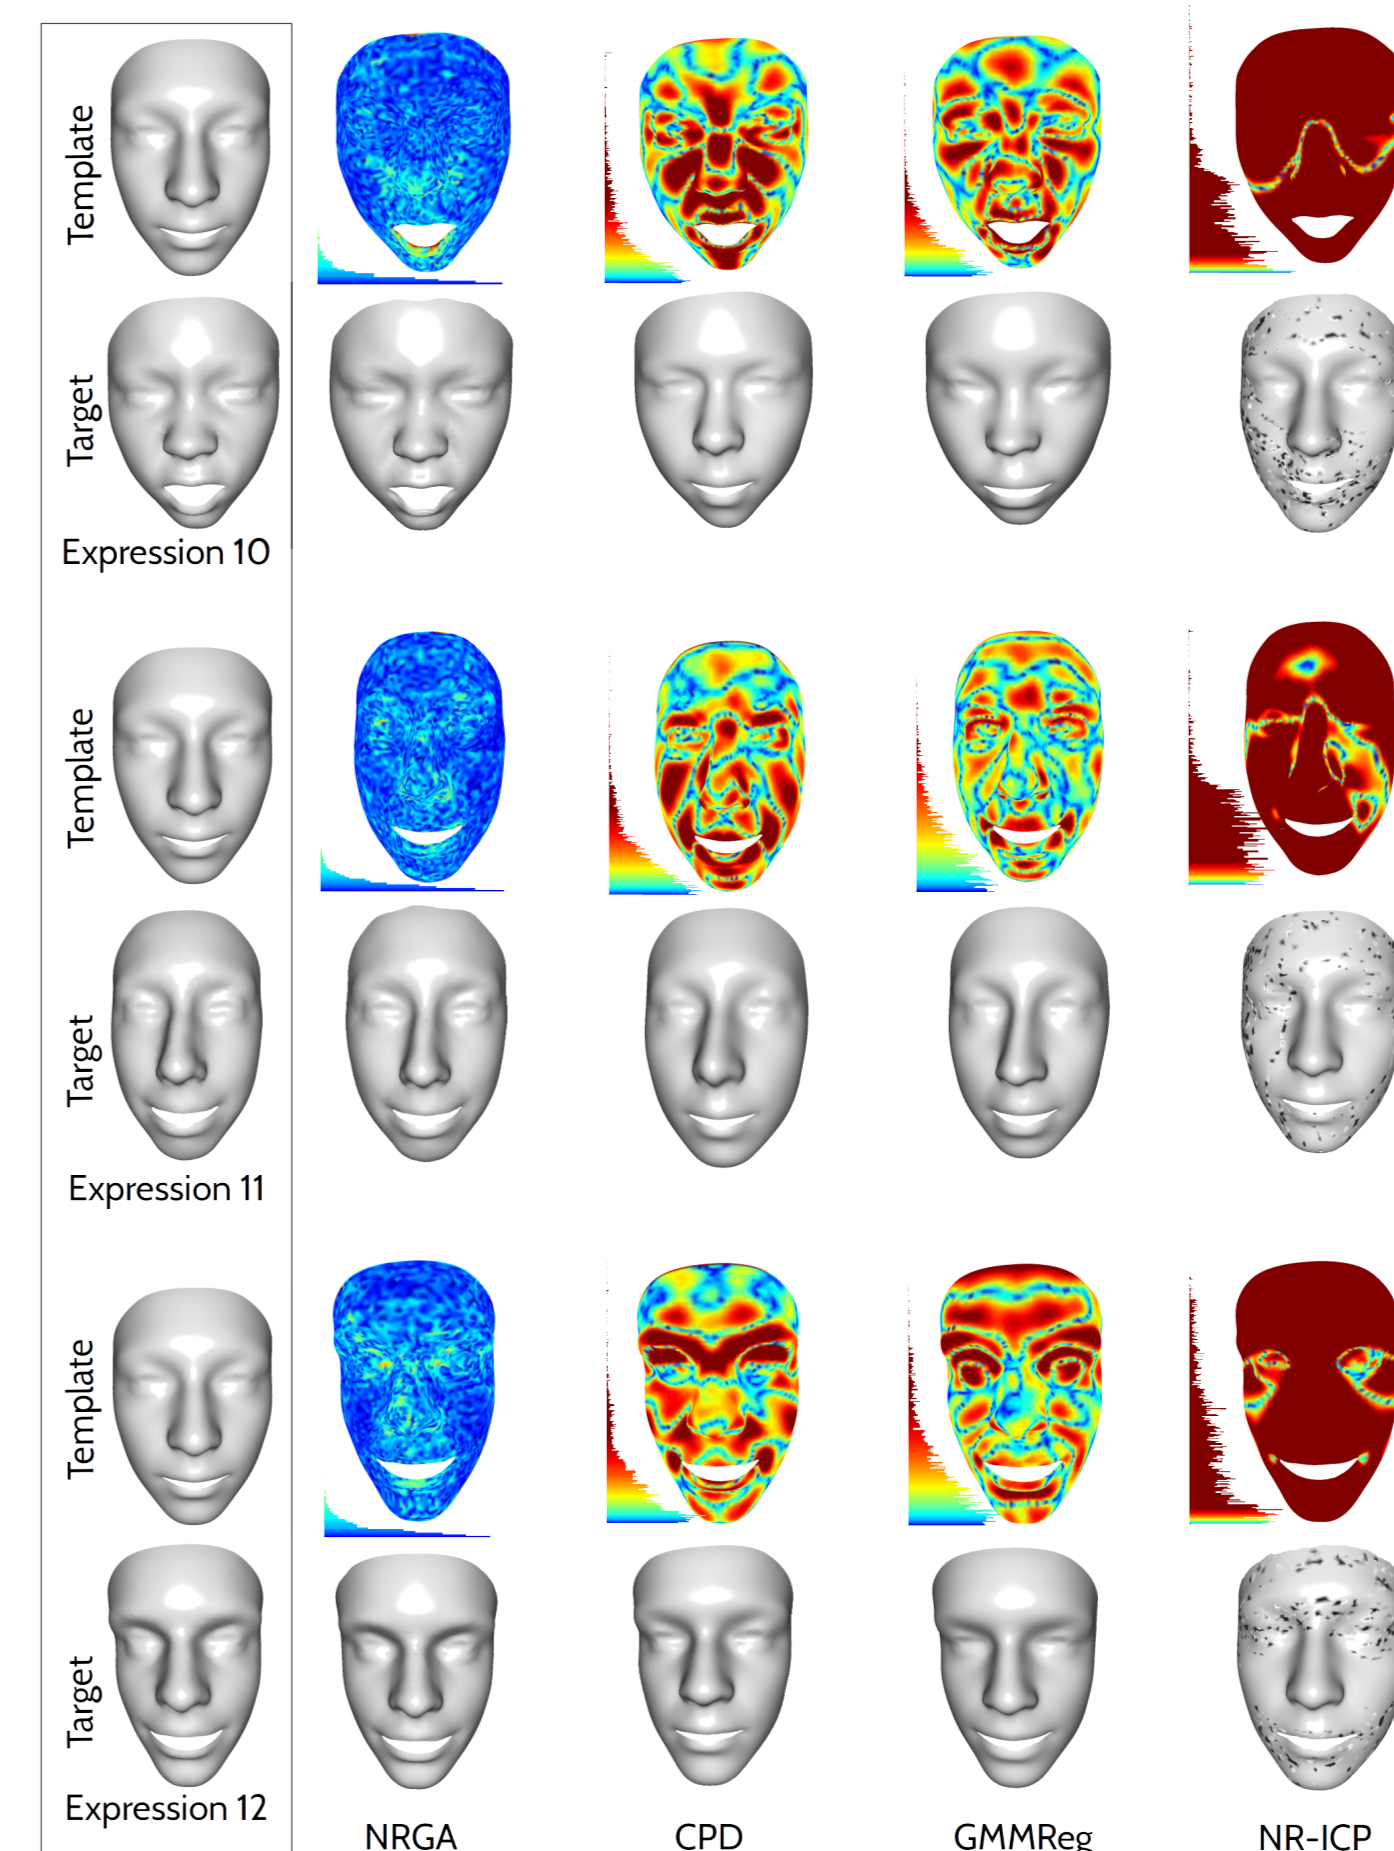 Template
Target
Expression 10
Template
Target
Expression 11
Template
Target
Expression 12
NRGA
CPD
GMMReg
NR-ICP